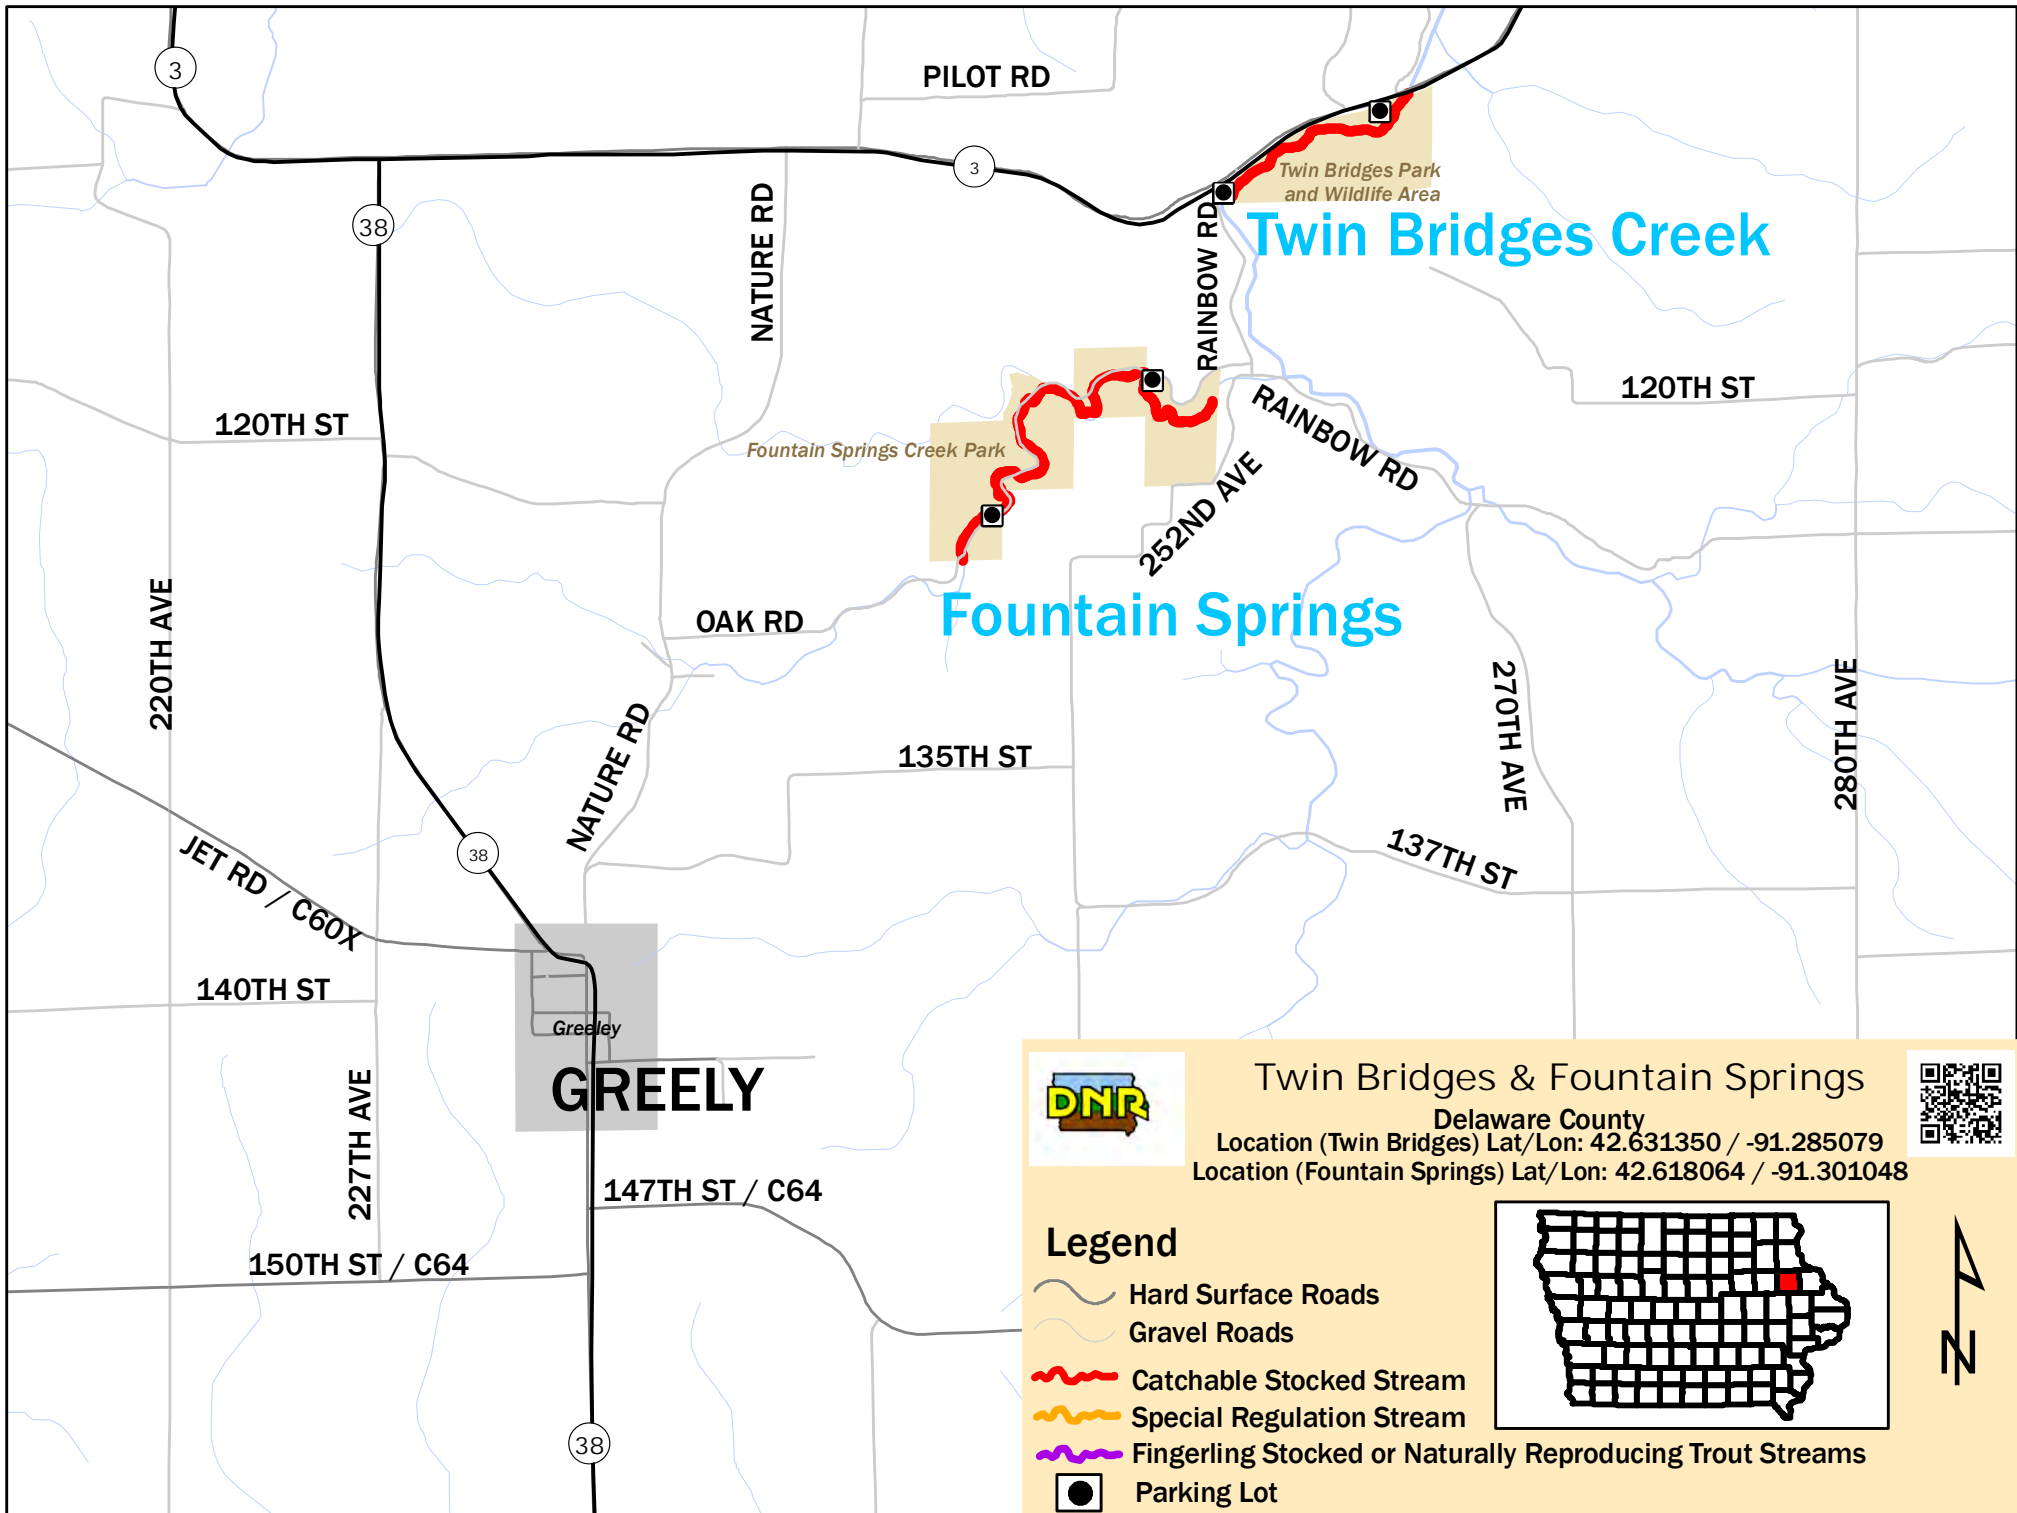 3
PILOT RD
3
38
NATURE RD
Twin Bridges Park
and Wildlife Area
Twin Bridges Creek
RAINBOW RD
120TH ST
120TH ST
RAINBOW RD
Fountain Springs Creek Park
252ND AVE
Fountain Springs
OAK RD
220TH AVE
NATURE RD
135TH ST
270TH AVE
280TH AVE
137TH ST
38
JET RD / C60X
140TH ST
Greeley
GREELY
227TH AVE
147TH ST / C64
150TH ST / C64
38
DNR
Twin Bridges & Fountain Springs
Delaware County
Location (Twin Bridges) Lat/Lon: 42.631350 / -91.285079
Location (Fountain Springs) Lat/Lon: 42.618064 / -91.301048
Legend
Hard Surface Roads
Gravel Roads
Catchable Stocked Stream
Special Regulation Stream
Fingerling Stocked or Naturally Reproducing Trout Streams
Parking Lot
N